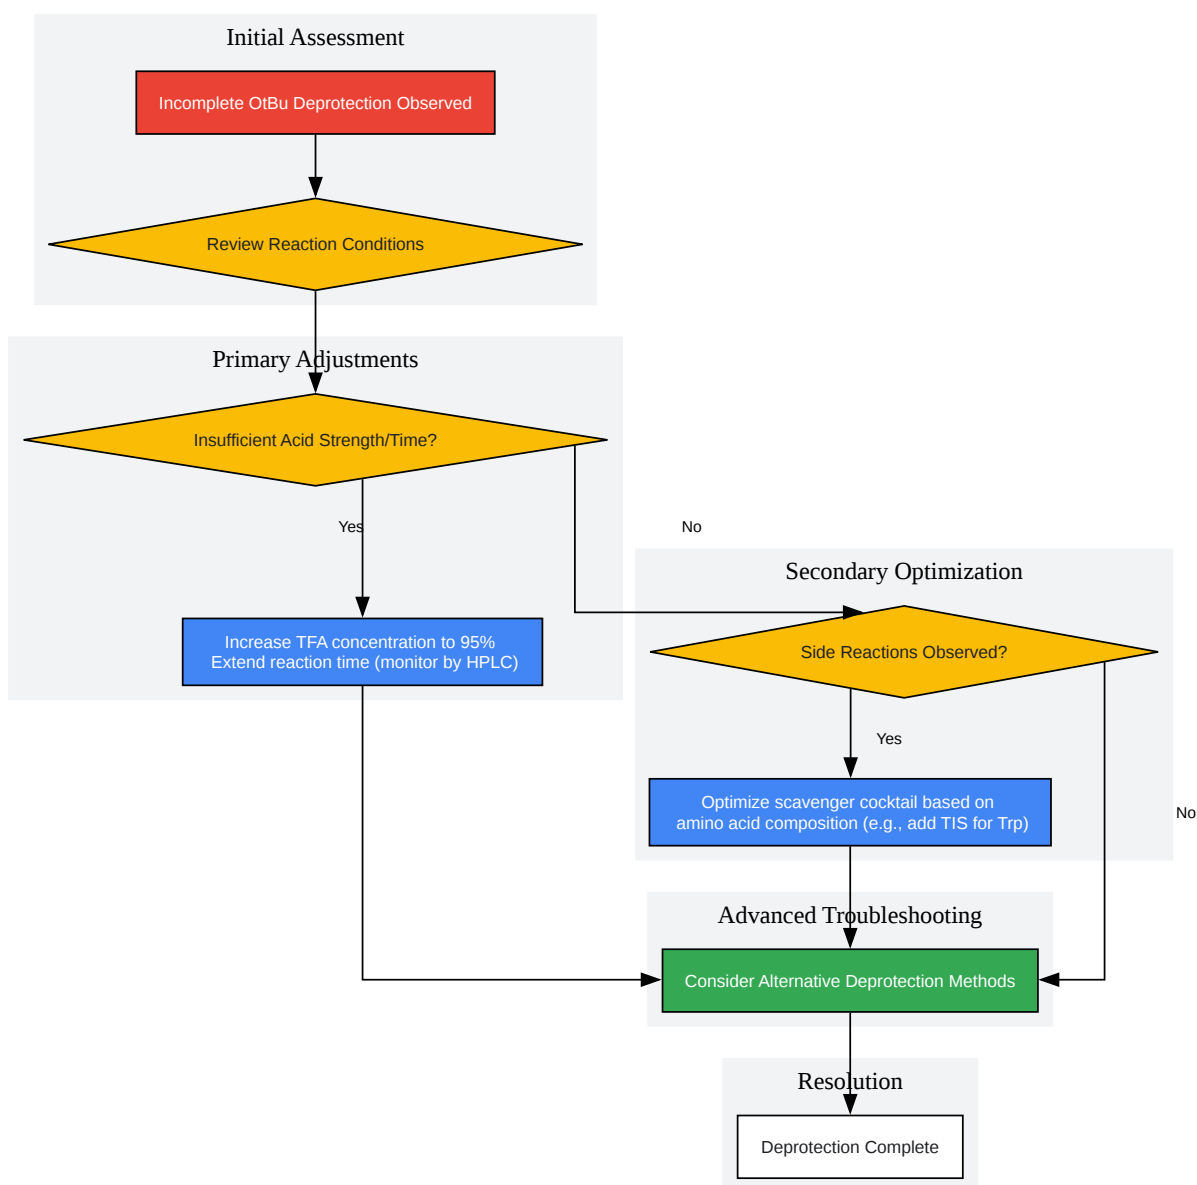 Initial Assessment
Incomplete OtBu Deprotection Observed
Review Reaction Conditions
Primary Adjustments
Insufficient Acid Strength/Time?
Yes
No
Increase TFA concentration to 95%
Extend reaction time (monitor by HPLC)
Secondary Optimization
Side Reactions Observed?
Yes
No
Optimize scavenger cocktail based on
amino acid composition (e.g., add TIS for Trp)
Advanced Troubleshooting
Consider Alternative Deprotection Methods
Resolution
Deprotection Complete